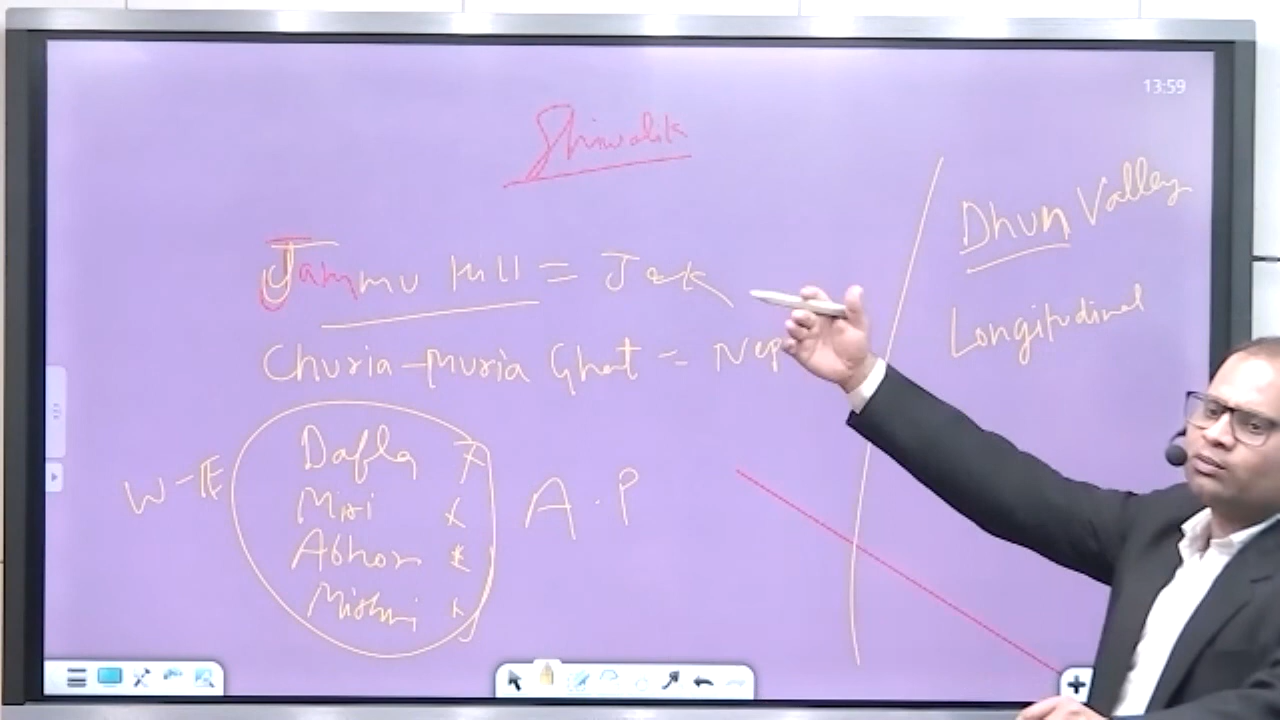 13:59
Shiwalik
Jammu Hill = J&K
Churia-Muria Ghat = Nep
Dafla
W-E Miri A.P
Abhor
Mishmi
Dhun Valley
Longitudinal